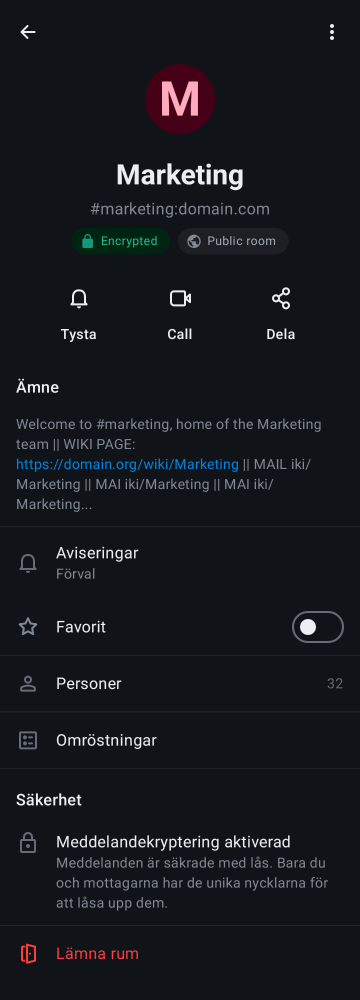 M
Marketing
#marketing:domain.com
Encrypted Public room
Tysta Call Dela
Ämne
Welcome to #marketing, home of the Marketing
team || WIKI PAGE:
https://domain.org/wiki/Marketing || MAIL iki/
Marketing || MAI iki/Marketing || MAI iki/
Marketing...
Aviseringar
Förval
Favorit
Personer 32
Omröstningar
Säkerhet
Meddelandekryptering aktiverad
Meddelanden är säkrade med lås. Bara du
och mottagarna har de unika nycklarna för
att låsa upp dem.
Lämna rum